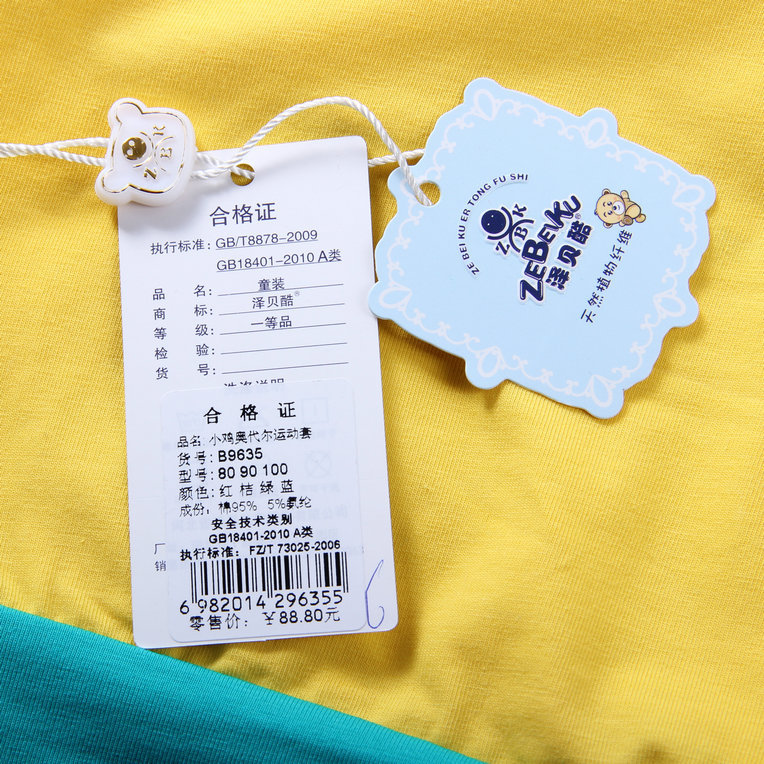 Z B K
合格证
执行标准: GB/T8878-2009
GB18401-2010 A类
品 名: 童装
商 标: 泽贝酷®
等 级: 一等品
检 验:
货 号:
合 格 证
品名: 小鸡奥代尔运动套
货 号: B9635
型号: 80 90 100
颜色: 红 桔 绿 蓝
成份: 棉95% 5%氨纶
安全技术类别
GB18401-2010 A类
执行标准: FZ/T 73025-2006
6 982014 296355
零售价: ¥88.80元
厂
销
ZE BEI KU ER TONG FU SHI
ZBK
ZEBEIKU®
泽贝酷
天然植物纤维